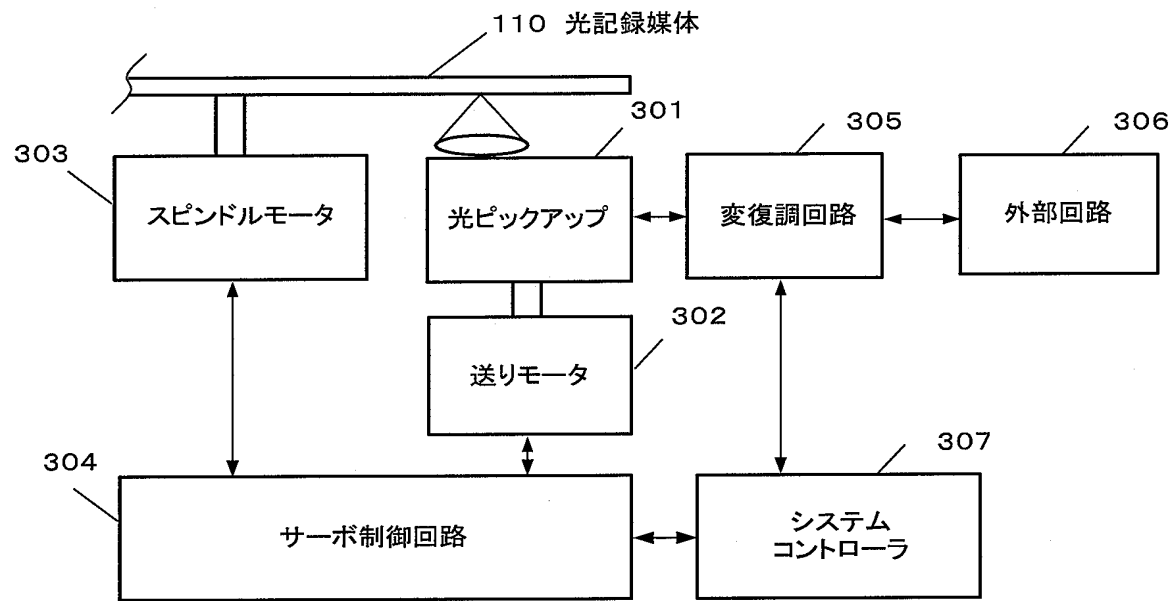 110 光記録媒体
301
305
306
303
スピンドルモータ
光ピックアップ
変復調回路
外部回路
302
送りモータ
304
307
サーボ制御回路
システム
コントローラ